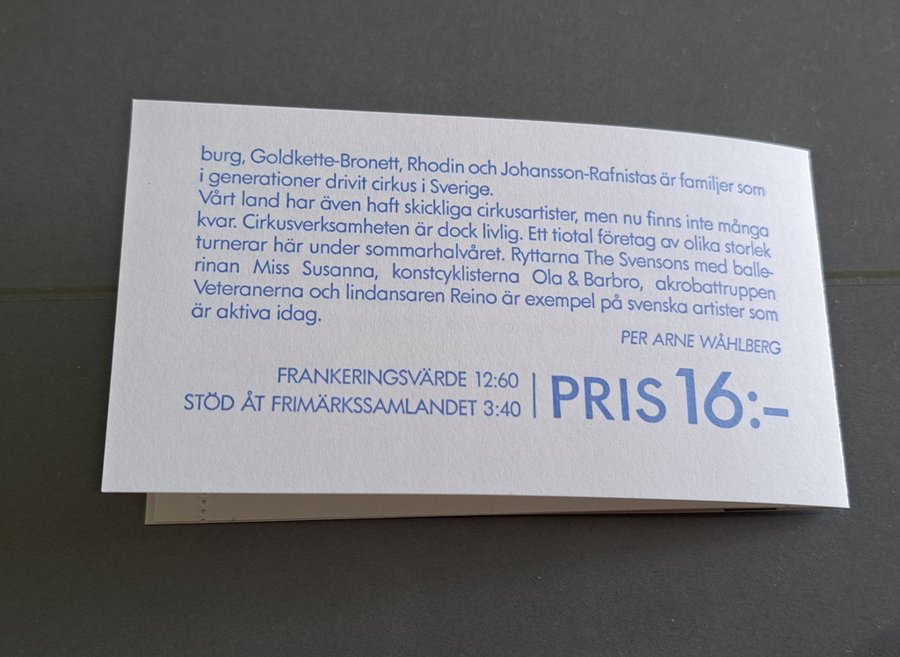 burg, Goldkette-Bronett, Rhodin och Johansson-Rafnistas är familjer som
i generationer drivit cirkus i Sverige.
Vårt land har även haft skickliga cirkusartister, men nu finns inte många
kvar. Cirkusverksamheten är dock livlig. Ett tiotal företag av olika storlek
turnerar här under sommarhalvåret. Ryttarna The Svensons med balle-
rinan Miss Susanna, konstcyklisterna Ola & Barbro, akrobattruppen
Veteranerna och lindansaren Reino är exempel på svenska artister som
är aktiva idag.
PER ARNE WÅHLBERG
FRANKERINGSVÄRDE 12:60
STÖD ÅT FRIMÄRKSSAMLANDET 3:40
PRIS 16:-